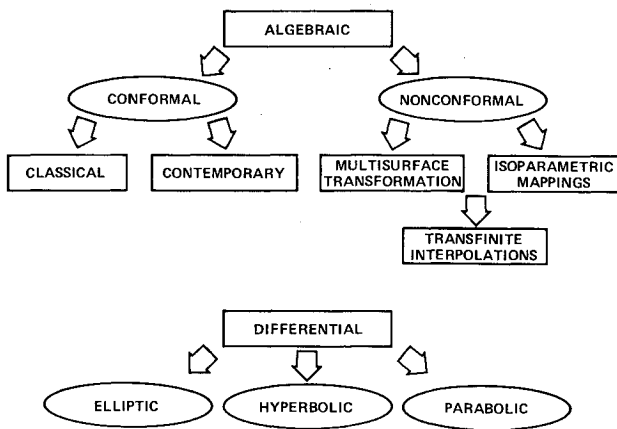 ALGEBRAIC
CONFORMAL
NONCONFORMAL
CLASSICAL
CONTEMPORARY
MULTISURFACE
TRANSFORMATION
ISOPARAMETRIC
MAPPINGS
TRANSFINITE
INTERPOLATIONS
DIFFERENTIAL
ELLIPTIC
HYPERBOLIC
PARABOLIC